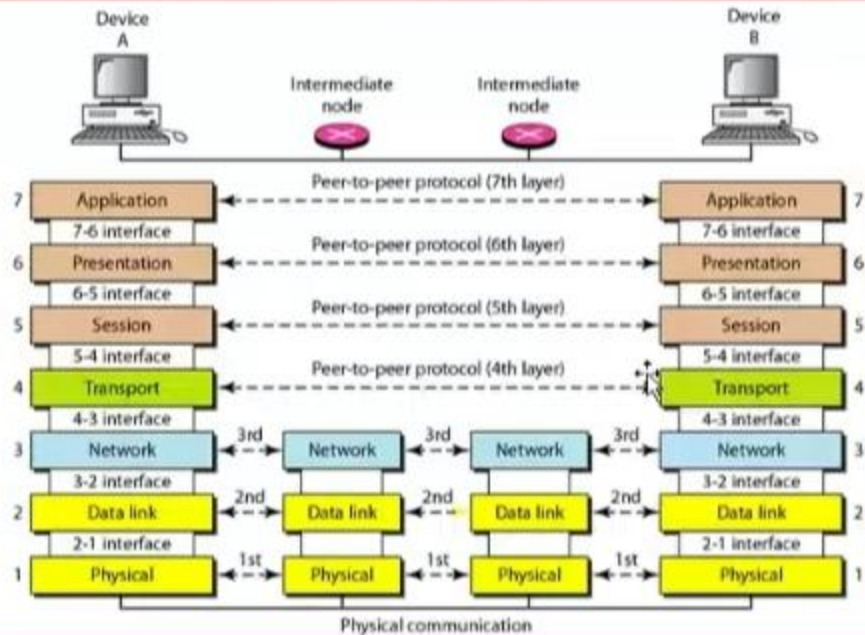 Device
A
Device
B
Intermediate
node
Intermediate
node
7 Application Peer-to-peer protocol (7th layer) Application 7
7-6 interface 7-6 interface
6 Presentation Peer-to-peer protocol (6th layer) Presentation 6
6-5 interface 6-5 interface
5 Session Peer-to-peer protocol (5th layer) Session 5
5-4 interface 5-4 interface
4 Transport Peer-to-peer protocol (4th layer) Transport 4
4-3 interface 4-3 interface
3 Network 3rd Network 3rd Network 3rd Network 3
3-2 interface 3-2 interface
2 Data link 2nd Data link 2nd Data link 2nd Data link 2
2-1 interface 2-1 interface
1 Physical 1st Physical 1st Physical 1st Physical 1
Physical communication